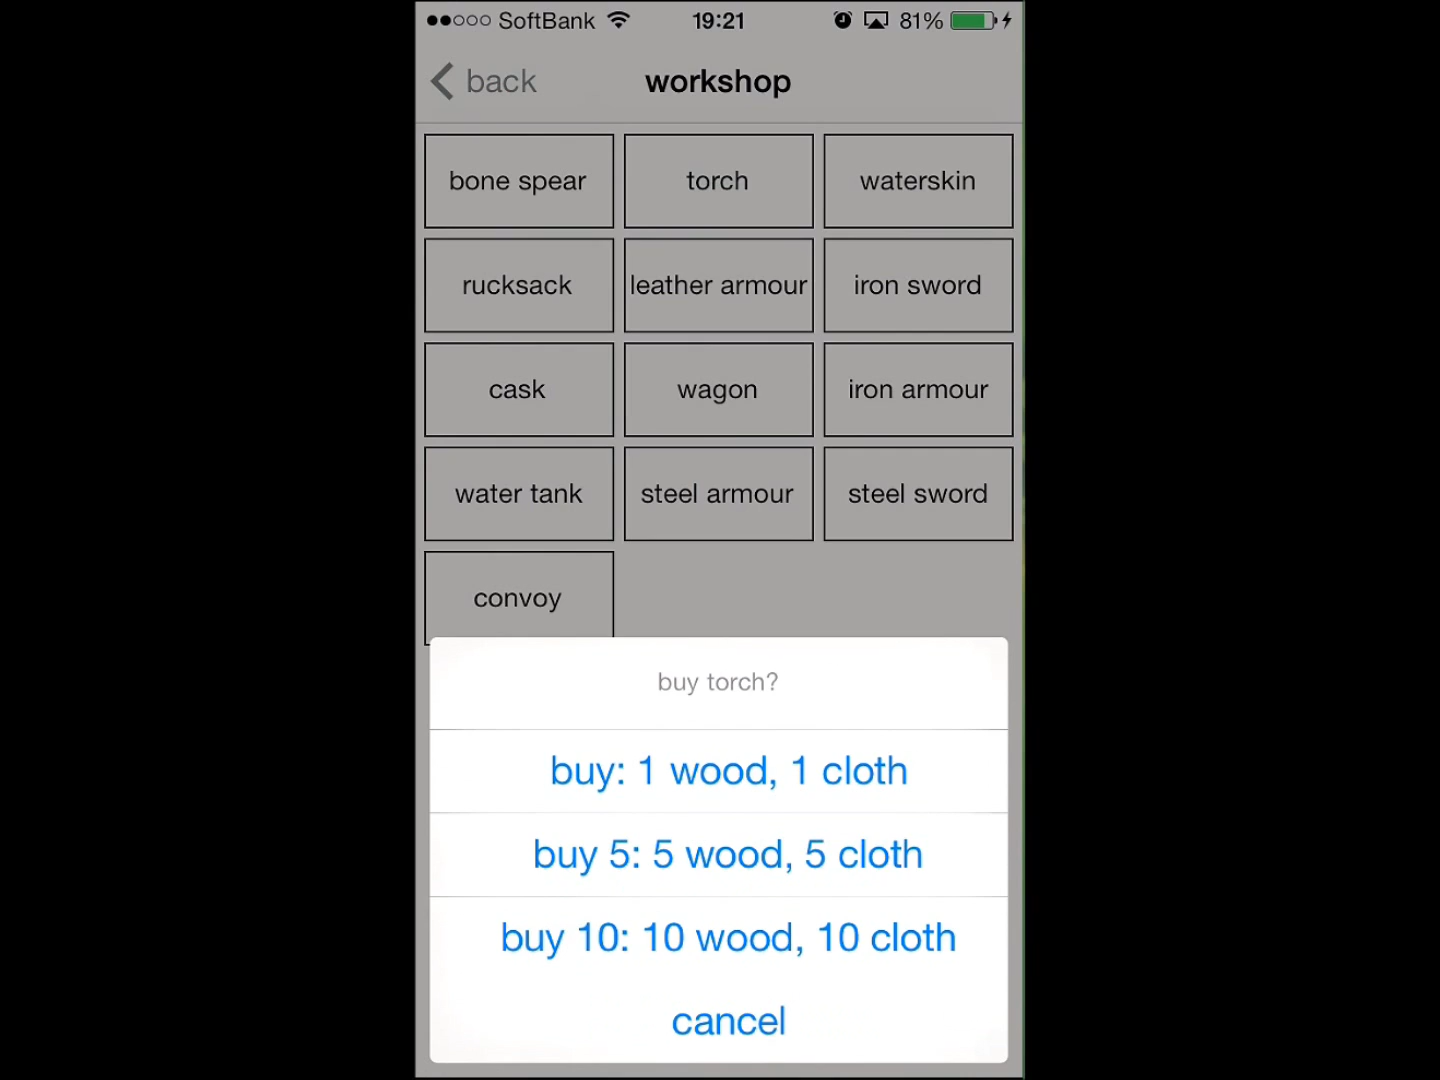 SoftBank 19:21 81%
back workshop
bone spear torch waterskin
rucksack leather armour iron sword
cask wagon iron armour
water tank steel armour steel sword
convoy
buy torch?
buy: 1 wood, 1 cloth
buy 5: 5 wood, 5 cloth
buy 10: 10 wood, 10 cloth
cancel